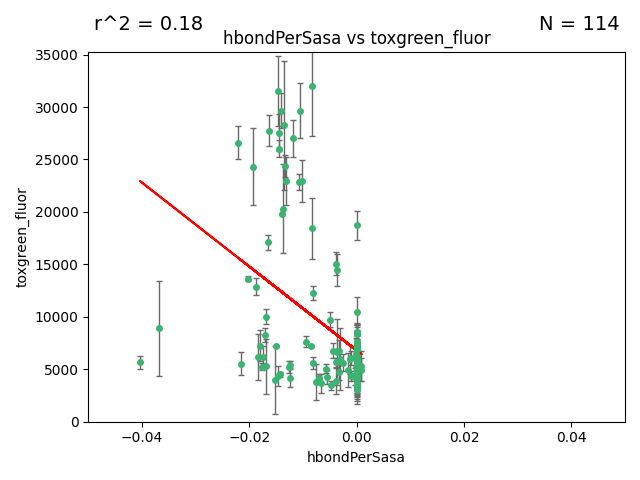 r^2 = 0.18
N = 114
hbondPerSasa vs toxgreen_fluor
35000
30000
25000
20000
15000
10000
5000
0
toxgreen_fluor
−0.04
−0.02
0.00
0.02
0.04
hbondPerSasa